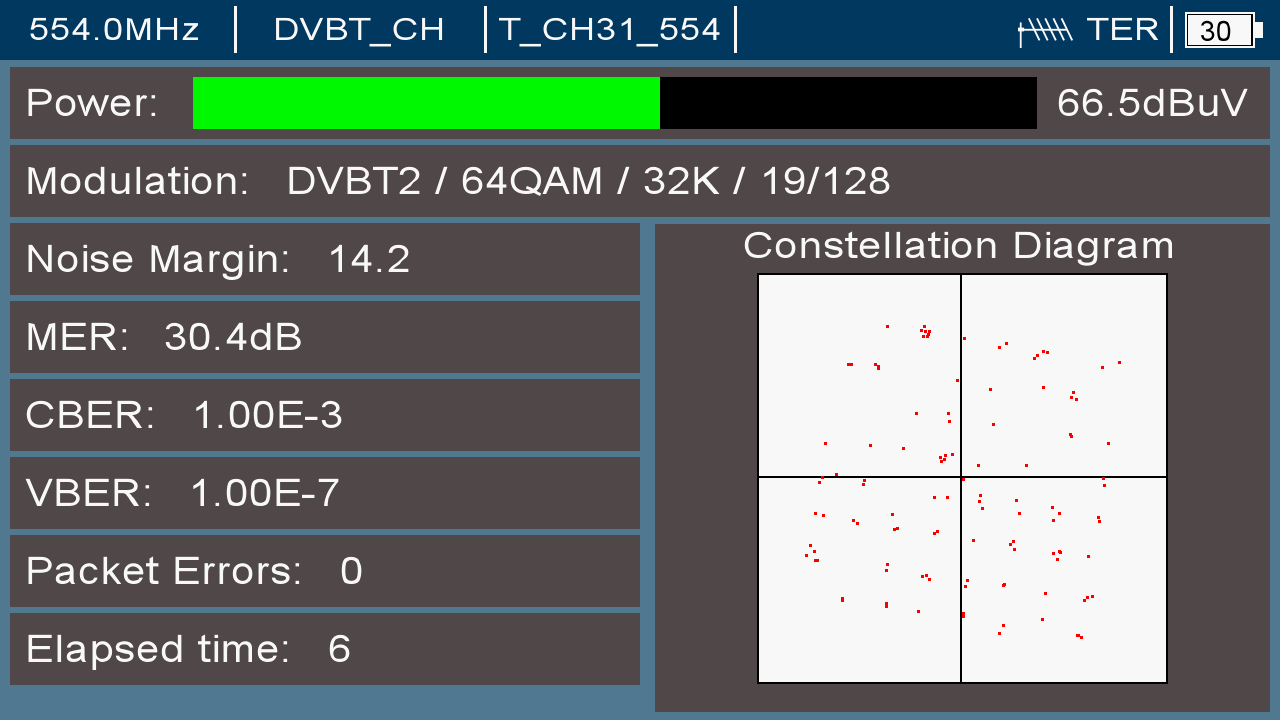 554.0MHz DVBT_CH T_CH31_554 TER 30
Power: 66.5dBuV
Modulation: DVBT2 / 64QAM / 32K / 19/128
Noise Margin: 14.2
MER: 30.4dB
CBER: 1.00E-3
VBER: 1.00E-7
Packet Errors: 0
Elapsed time: 6
Constellation Diagram